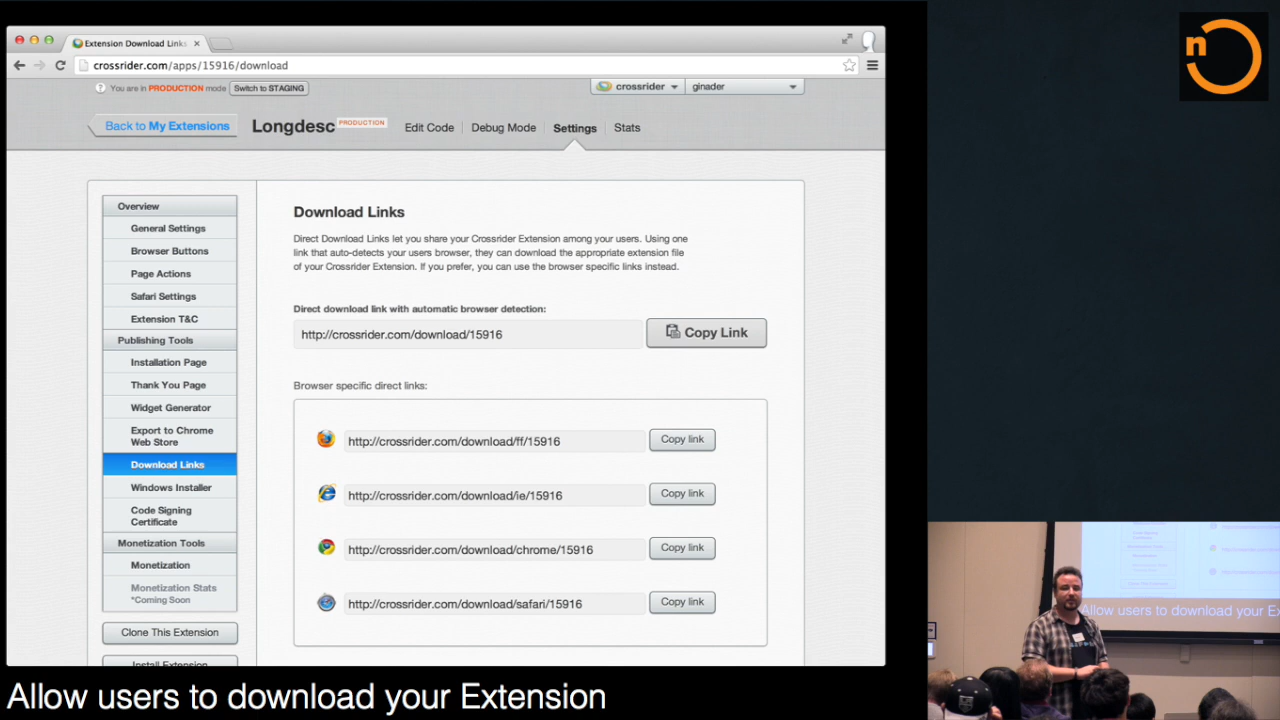 Extension Download Links
crossrider.com/apps/15916/download
You are in PRODUCTION mode
Switch to STAGING
crossrider
ginader
Back to My Extensions
Longdesc
PRODUCTION
Edit Code
Debug Mode
Settings
Stats
Overview
General Settings
Browser Buttons
Page Actions
Safari Settings
Extension T&C
Publishing Tools
Installation Page
Thank You Page
Widget Generator
Export to Chrome
Web Store
Download Links
Windows Installer
Code Signing
Certificate
Monetization Tools
Monetization
Monetization Stats
*Coming Soon
Clone This Extension
Install Extension
Download Links
Direct Download Links let you share your Crossrider Extension among your users. Using one
link that auto-detects your users browser, they can download the appropriate extension file
of your Crossrider Extension. If you prefer, you can use the browser specific links instead.
Direct download link with automatic browser detection:
http://crossrider.com/download/15916
Copy Link
Browser specific direct links:
http://crossrider.com/download/ff/15916
Copy link
http://crossrider.com/download/ie/15916
Copy link
http://crossrider.com/download/chrome/15916
Copy link
http://crossrider.com/download/safari/15916
Copy link
Allow users to download your Extension
n
Allow users to download your E